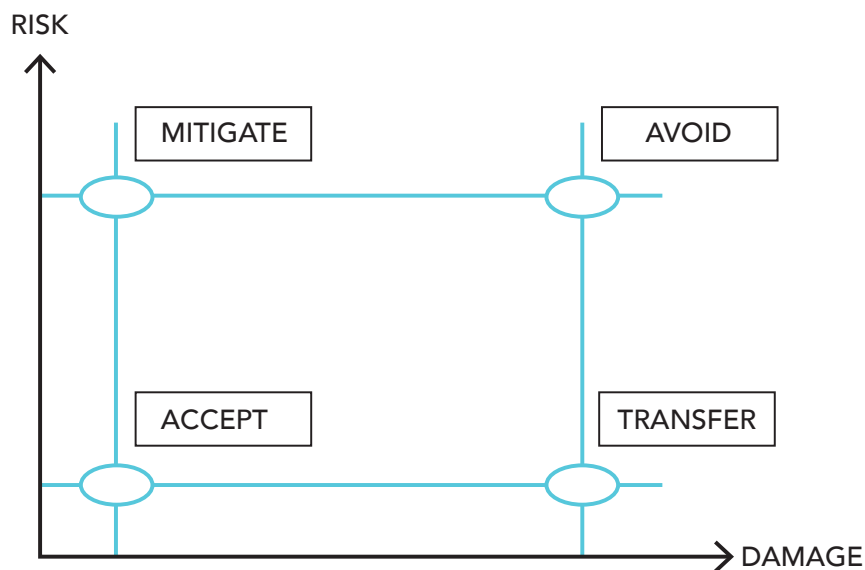 RISK
MITIGATE
AVOID
ACCEPT
TRANSFER
DAMAGE